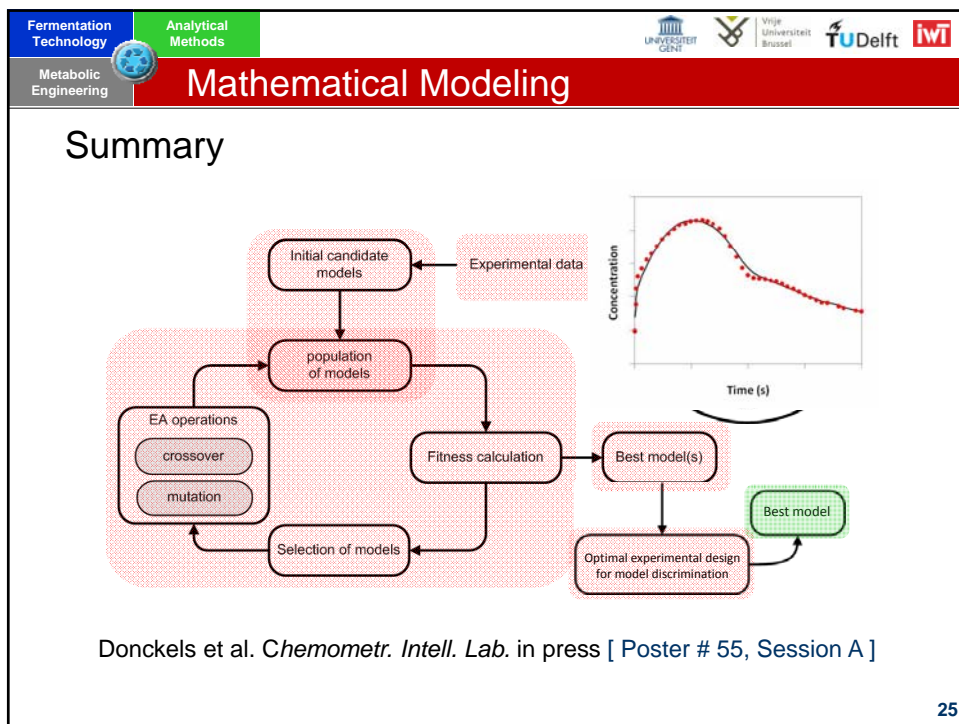 Fermentation
Technology
Analytical
Methods
Metabolic
Engineering
UNIVERSITEIT
GENT
Vrije
Universiteit
Brussel
TUDelft
iwt
Mathematical Modeling
Summary
Initial candidate
models
Experimental data
population
of models
EA operations
crossover
mutation
Fitness calculation
Selection of models
Best model(s)
Best model
Optimal experimental design
for model discrimination
Concentration
Time (s)
Donckels et al. Chemometr. Intell. Lab. in press [ Poster # 55, Session A ]
25